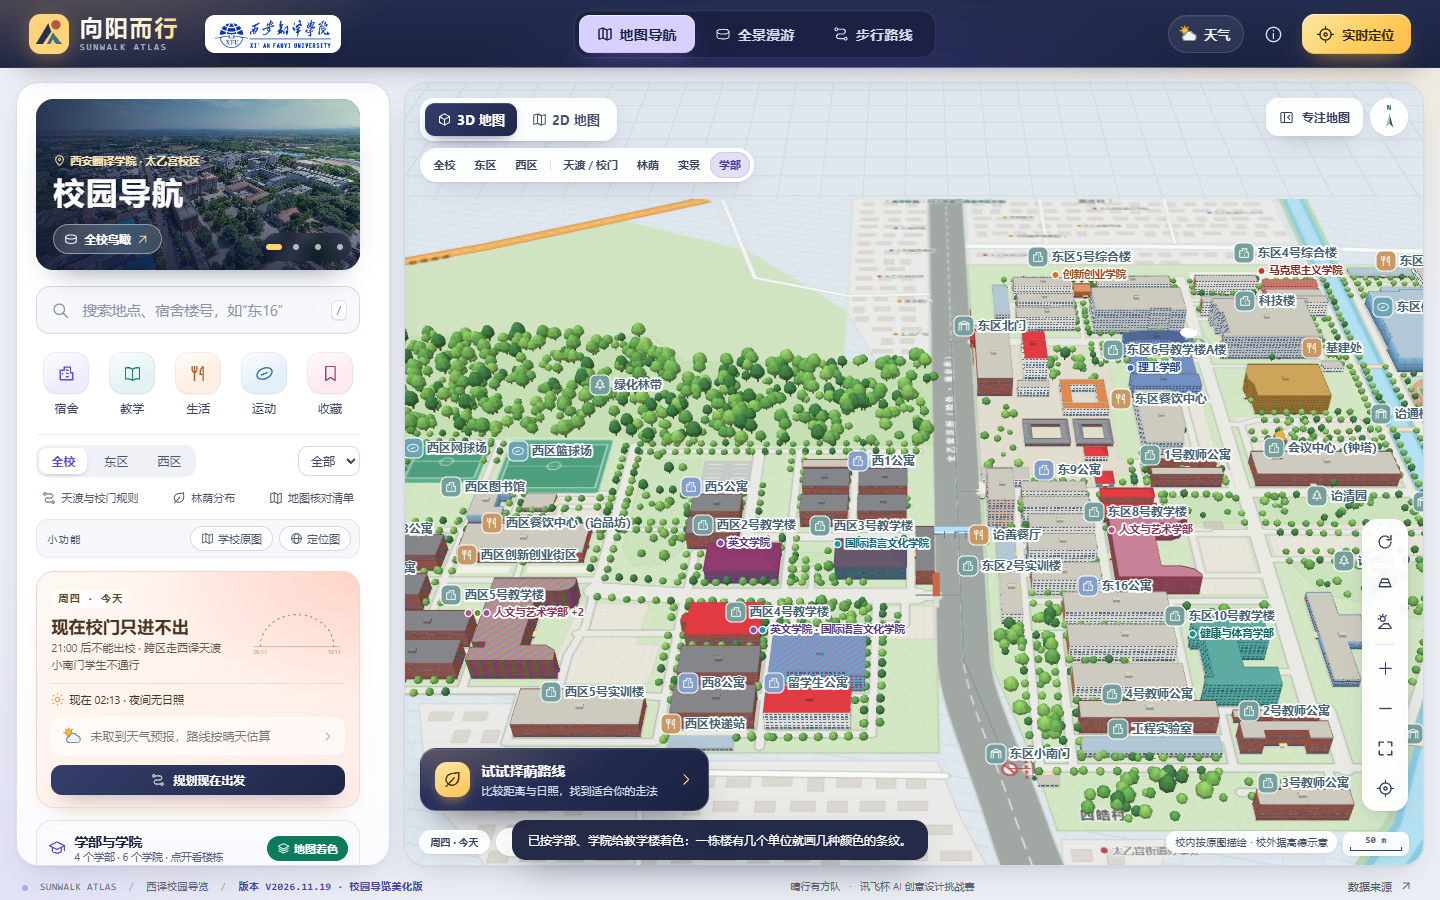 向阳而行
SUNWALK ATLAS
西安翻译学院
XI' AN FANYI UNIVERSITY
地图导航
全景漫游
步行路线
天气
实时定位
西安翻译学院 · 太乙宫校区
校园导航
全校鸟瞰
搜索地点、宿舍楼号，如“东16”
/
宿舍
教学
生活
运动
收藏
全校
东区
西区
全部
天渡与校门规则
林荫分布
地图核对清单
小功能
学校原图
定位图
周四 · 今天
现在校门只进不出
21:00 后不能出校 · 跨区走西译天渡
小南门学生不通行
06:17
19:11
现在 02:13 · 夜间无日照
未取到天气预报，路线按晴天估算
规划现在出发
学部与学院
4 个学部 · 6 个学院 · 点开看楼栋
地图着色
3D 地图
2D 地图
全校
东区
西区
天渡 / 校门
林荫
实景
学部
专注地图
N
东区5号综合楼
创新创业学院
东区4号综合楼
马克思主义学院
东区
科技楼
东区北门
东区6号教学楼A楼
理工学部
基建处
绿化林带
东区餐饮中心
诒通
西区网球场
西区篮球场
西1公寓
1号教师公寓
会议中心（钟塔）
东9公寓
西区图书馆
西5公寓
诒清园
西区餐饮中心（诒品坊）
西区2号教学楼
英文学院
西区3号教学楼
国际语言文化学院
东区8号教学楼
人文与艺术学部
3公寓
诒善餐厅
西区创新创业街区
东区2号实训楼
寓
东16公寓
西区5号教学楼
人文与艺术学部 +2
西区4号教学楼
英文学院 · 国际语言文化学院
东区10号教学楼
健康与体育学部
西区5号实训楼
西8公寓
留学生公寓
4号教师公寓
2号教师公寓
西区快递站
工程实验室
东区小南门
3号教师公寓
西皓村
试试择荫路线
比较距离与日照，找到适合你的走法
周四 · 今天
已按学部、学院给教学楼着色：一栋楼有几个单位就画几种颜色的条纹。
校内按原图描绘 · 校外据高德示意
50 m
SUNWALK ATLAS / 西译校园导览 / 版本 V2026.11.19 · 校园导览美化版
晴行有方队 · 讯飞杯 AI 创意设计挑战赛
数据来源